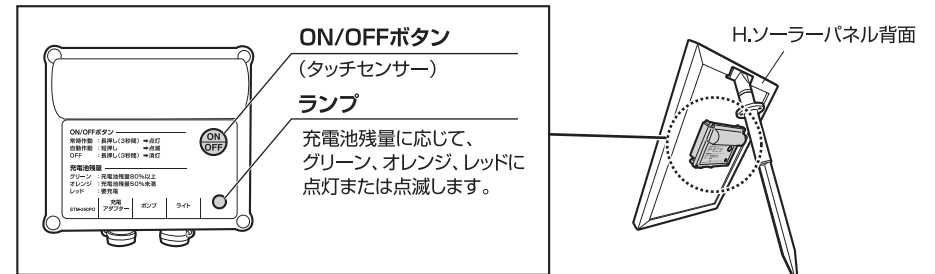 ON/OFFボタン
(タッチセンサー)
ランプ
充電池残量に応じて、
グリーン、オレンジ、レッドに
点灯または点滅します。
H.ソーラーパネル背面
ON/OFFボタン
常時作動 : 長押し(3秒間) ➡点灯
自動作動 : 短押し ➡点滅
OFF : 長押し(3秒間) ➡消灯
ON
OFF
充電池残量
グリーン : 充電池残量80%以上
オレンジ : 充電池残量50%未満
レッド : 要充電
STM-250PO
充電
アダプター
ポンプ
ライト